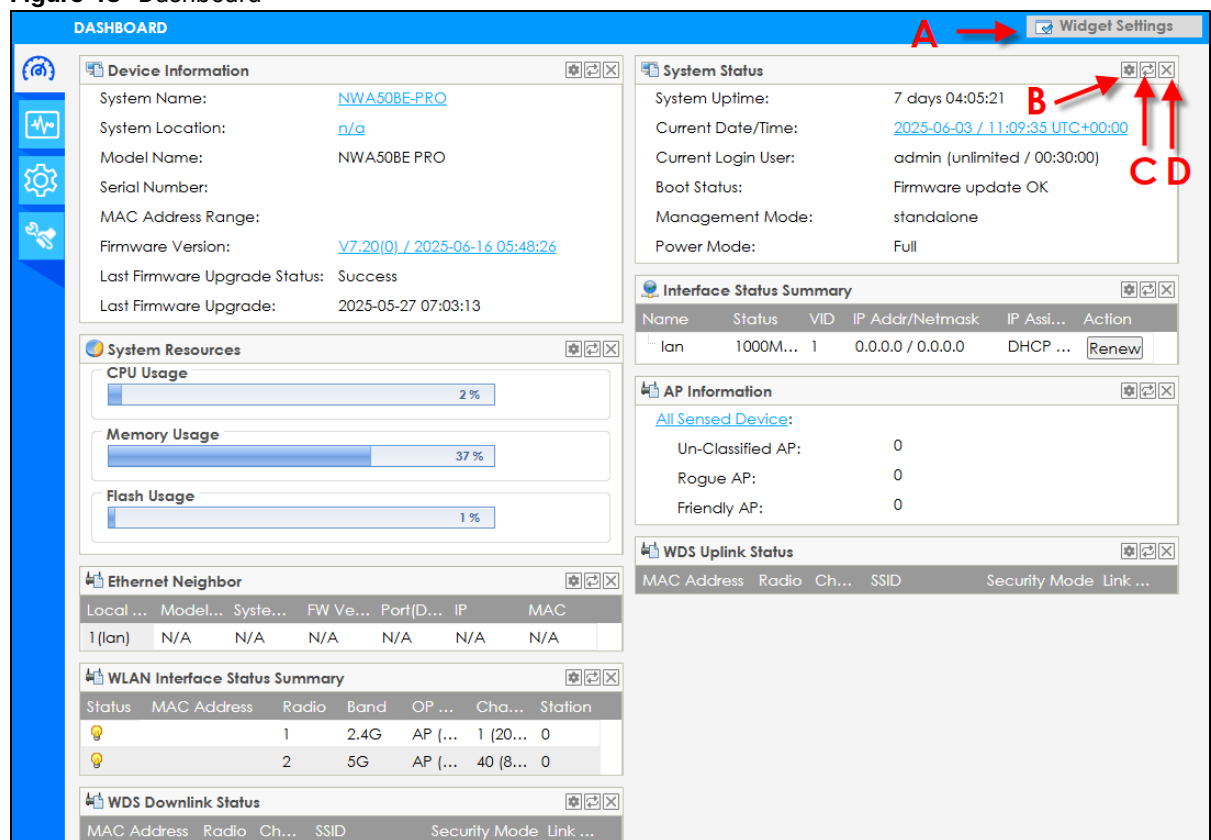 DASHBOARD
A
Widget Settings
Device Information
System Name: NWA50BE-PRO
System Location: n/a
Model Name: NWA50BE PRO
Serial Number:
MAC Address Range:
Firmware Version: V7.20(0) / 2025-06-16 05:48:26
Last Firmware Upgrade Status: Success
Last Firmware Upgrade: 2025-05-27 07:03:13
System Resources
CPU Usage
2 %
Memory Usage
37 %
Flash Usage
1 %
Ethernet Neighbor
Local ... Model... Syste... FW Ve... Port(D... IP MAC
1(lan) N/A N/A N/A N/A N/A N/A
WLAN Interface Status Summary
Status MAC Address Radio Band OP ... Cha... Station
1 2.4G AP (... 1 (20... 0
2 5G AP (... 40 (8... 0
WDS Downlink Status
MAC Address Radio Ch... SSID Security Mode Link ...
System Status
B
C D
System Uptime: 7 days 04:05:21
Current Date/Time: 2025-06-03 / 11:09:35 UTC+00:00
Current Login User: admin (unlimited / 00:30:00)
Boot Status: Firmware update OK
Management Mode: standalone
Power Mode: Full
Interface Status Summary
Name Status VID IP Addr/Netmask IP Assi... Action
lan 1000M... 1 0.0.0.0 / 0.0.0.0 DHCP ... Renew
AP Information
All Sensed Device:
Un-Classified AP: 0
Rogue AP: 0
Friendly AP: 0
WDS Uplink Status
MAC Address Radio Ch... SSID Security Mode Link ...